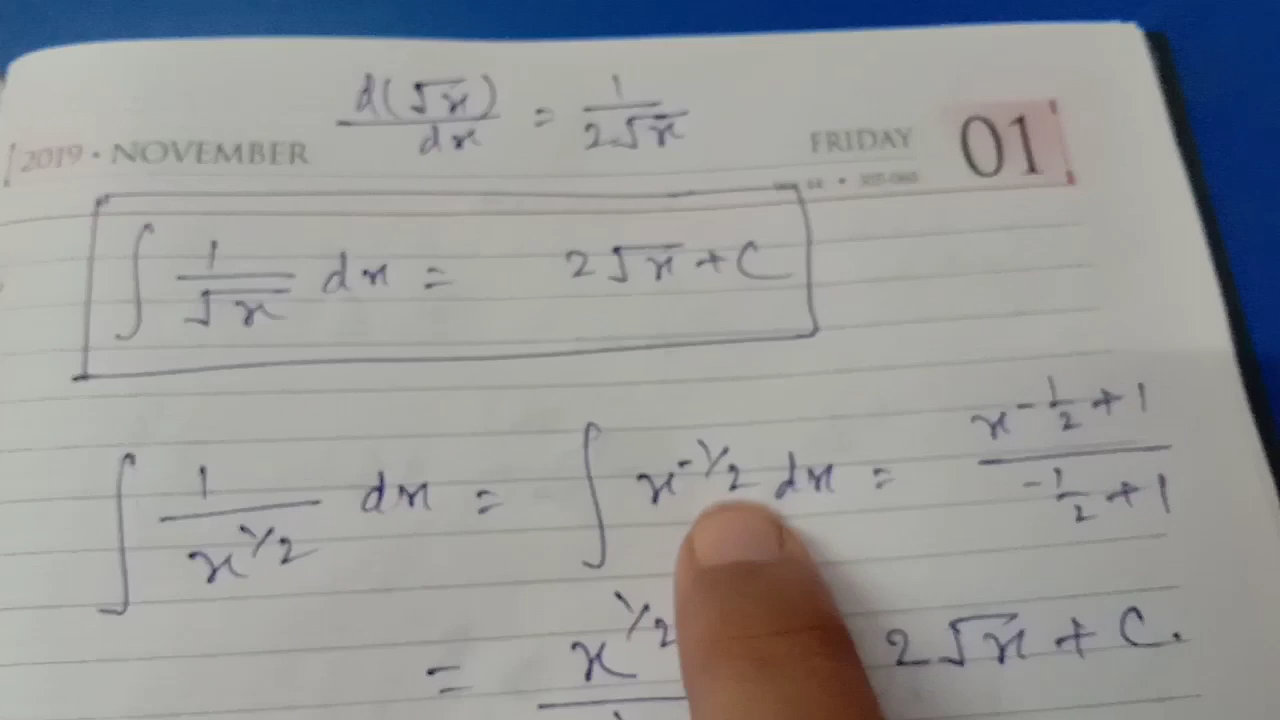 d(√x)/dx = 1/2√x
2019 • NOVEMBER FRIDAY 01
∫ 1/√x dx = 2√x + C
∫ 1/x^1/2 dx = ∫ x^-1/2 dx = x^-1/2+1 / -1/2+1
= x^1/2 2√x + C.